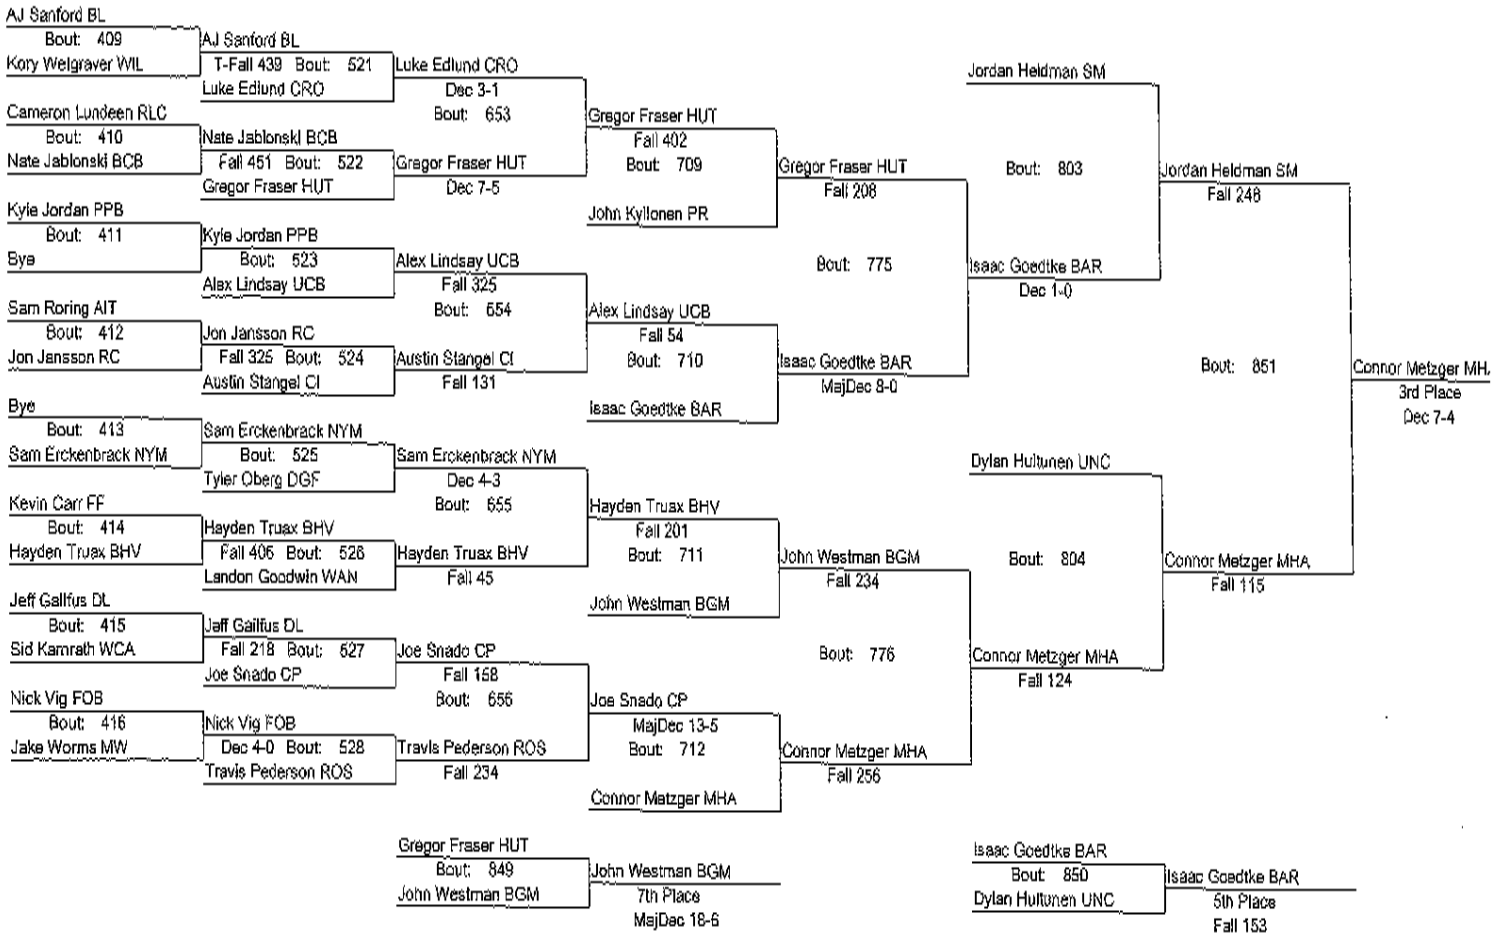 AJ Sanford BL
Bout: 409
Kory Welgraver WIL
AJ Sanford BL
T-Fall 439 Bout: 521
Luke Edlund CRO
Luke Edlund CRO
Dec 3-1
Bout: 653
Cameron Lundeen RLC
Bout: 410
Nate Jablonski BCB
Nate Jablonski BCB
Fall 451 Bout: 522
Gregor Fraser HUT
Gregor Fraser HUT
Dec 7-5
Gregor Fraser HUT
Fall 402
Bout: 709
John Kyllonen PR
Gregor Fraser HUT
Fall 208
Bout: 775
Kyle Jordan PPB
Bout: 411
Bye
Kyle Jordan PPB
Bout: 523
Alex Lindsay UCB
Alex Lindsay UCB
Fall 325
Bout: 654
Sam Roring AIT
Bout: 412
Jon Jansson RC
Jon Jansson RC
Fall 325 Bout: 524
Austin Stangel CI
Austin Stangel CI
Fall 131
Alex Lindsay UCB
Fall 54
Bout: 710
Isaac Goedtke BAR
Isaac Goedtke BAR
MajDec 8-0
Jordan Heidman SM
Bout: 803
Isaac Goedtke BAR
Dec 1-0
Jordan Heidman SM
Fall 246
Bout: 851
Connor Metzger MH
3rd Place
Dec 7-4
Bye
Bout: 413
Sam Erckenbrack NYM
Sam Erckenbrack NYM
Bout: 525
Tyler Oberg DGF
Sam Erckenbrack NYM
Dec 4-3
Bout: 655
Kevin Carr FF
Bout: 414
Hayden Truax BHV
Hayden Truax BHV
Fall 406 Bout: 526
Landon Goodwin WAN
Hayden Truax BHV
Fall 45
Hayden Truax BHV
Fall 201
Bout: 711
John Westman BGM
John Westman BGM
Fall 234
Bout: 776
Jeff Gailfus DL
Bout: 415
Sid Kamrath WCA
Jeff Gailfus DL
Fall 218 Bout: 527
Joe Snado CP
Joe Snado CP
Fall 158
Bout: 656
Nick Vig FOB
Bout: 416
Jake Worms MW
Nick Vig FOB
Dec 4-0 Bout: 528
Travis Pederson ROS
Travis Pederson ROS
Fall 234
Joe Snado CP
MajDec 13-5
Bout: 712
Connor Metzger MHA
Connor Metzger MHA
Fall 256
Dylan Hultunen UNC
Bout: 804
Connor Metzger MHA
Fall 124
Connor Metzger MHA
Fall 115
Gregor Fraser HUT
Bout: 849
John Westman BGM
John Westman BGM
7th Place
MajDec 18-6
Isaac Goedtke BAR
Bout: 850
Dylan Hultunen UNC
Isaac Goedtke BAR
5th Place
Fall 153